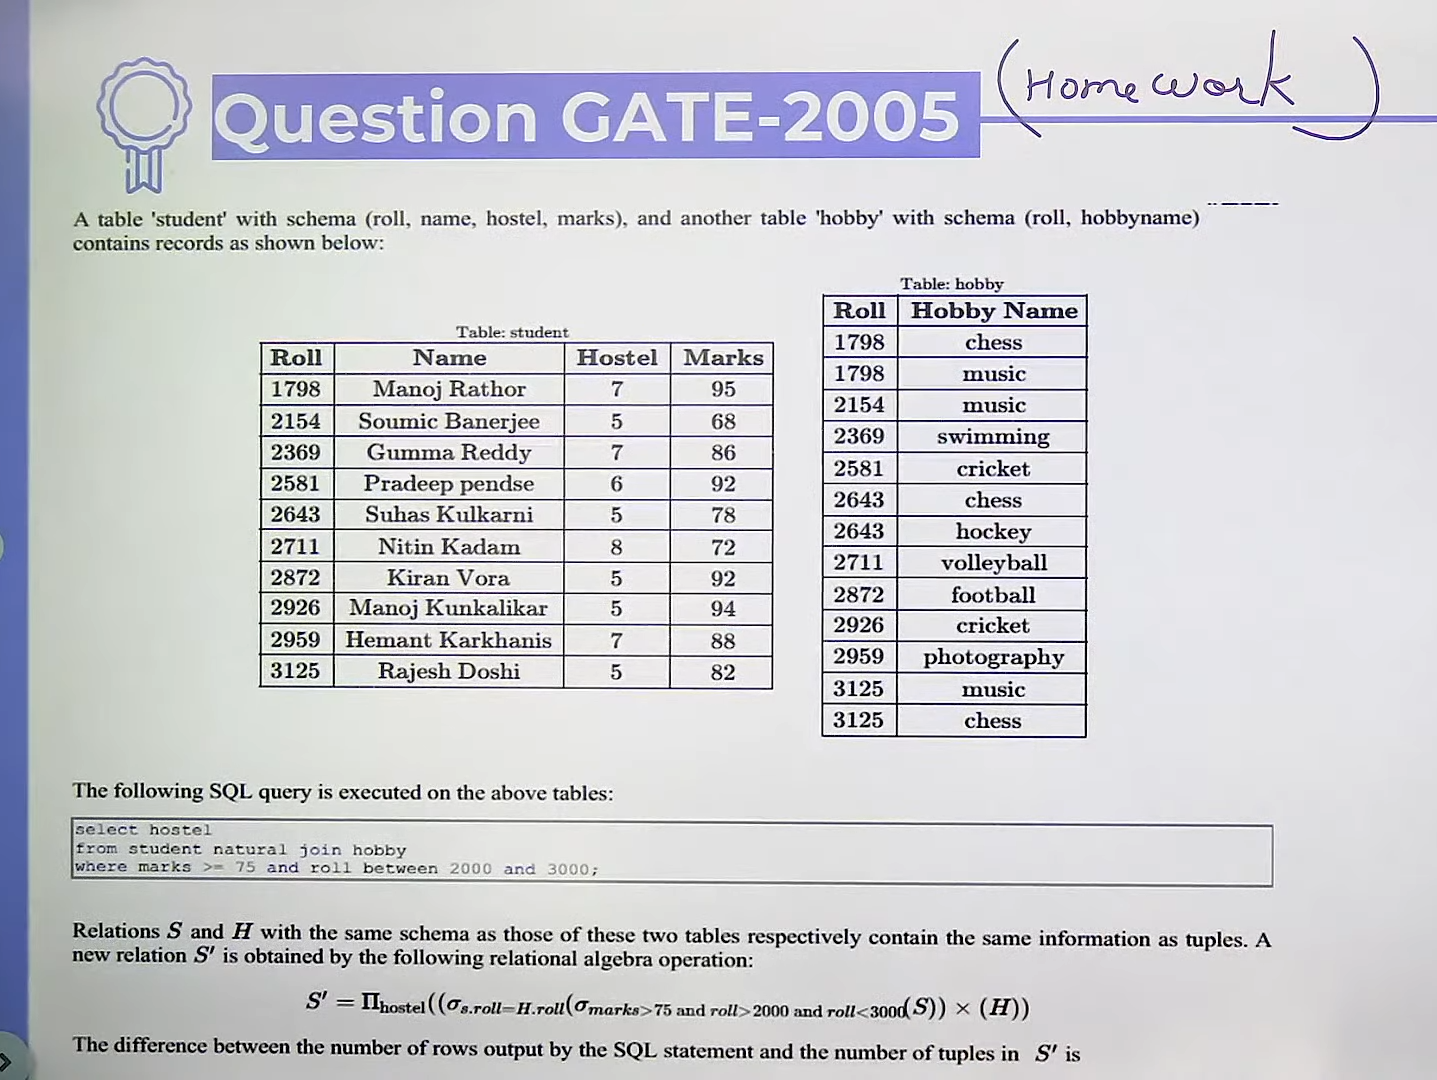 Question GATE-2005
(Homework)
A table 'student' with schema (roll, name, hostel, marks), and another table 'hobby' with schema (roll, hobbyname)
contains records as shown below:
Table: student
Roll Name Hostel Marks
1798 Manoj Rathor 7 95
2154 Soumic Banerjee 5 68
2369 Gumma Reddy 7 86
2581 Pradeep pendse 6 92
2643 Suhas Kulkarni 5 78
2711 Nitin Kadam 8 72
2872 Kiran Vora 5 92
2926 Manoj Kunkalikar 5 94
2959 Hemant Karkhanis 7 88
3125 Rajesh Doshi 5 82
Table: hobby
Roll Hobby Name
1798 chess
1798 music
2154 music
2369 swimming
2581 cricket
2643 chess
2643 hockey
2711 volleyball
2872 football
2926 cricket
2959 photography
3125 music
3125 chess
The following SQL query is executed on the above tables:
select hostel
from student natural join hobby
where marks >= 75 and roll between 2000 and 3000;
Relations S and H with the same schema as those of these two tables respectively contain the same information as tuples. A
new relation S′ is obtained by the following relational algebra operation:
S′ = Πhostel((σs.roll=H.roll(σmarks>75 and roll>2000 and roll<3000(S)) × (H))
The difference between the number of rows output by the SQL statement and the number of tuples in S′ is